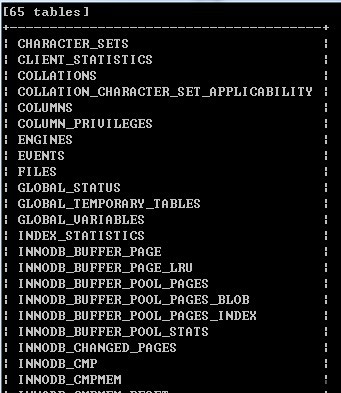 [65 tables]
CHARACTER_SETS
CLIENT_STATISTICS
COLLATIONS
COLLATION_CHARACTER_SET_APPLICABILITY
COLUMNS
COLUMN_PRIVILEGES
ENGINES
EVENTS
FILES
GLOBAL_STATUS
GLOBAL_TEMPORARY_TABLES
GLOBAL_VARIABLES
INDEX_STATISTICS
INNODB_BUFFER_PAGE
INNODB_BUFFER_PAGE_LRU
INNODB_BUFFER_POOL_PAGES
INNODB_BUFFER_POOL_PAGES_BLOB
INNODB_BUFFER_POOL_PAGES_INDEX
INNODB_BUFFER_POOL_STATS
INNODB_CHANGED_PAGES
INNODB_CMP
INNODB_CMPMEM